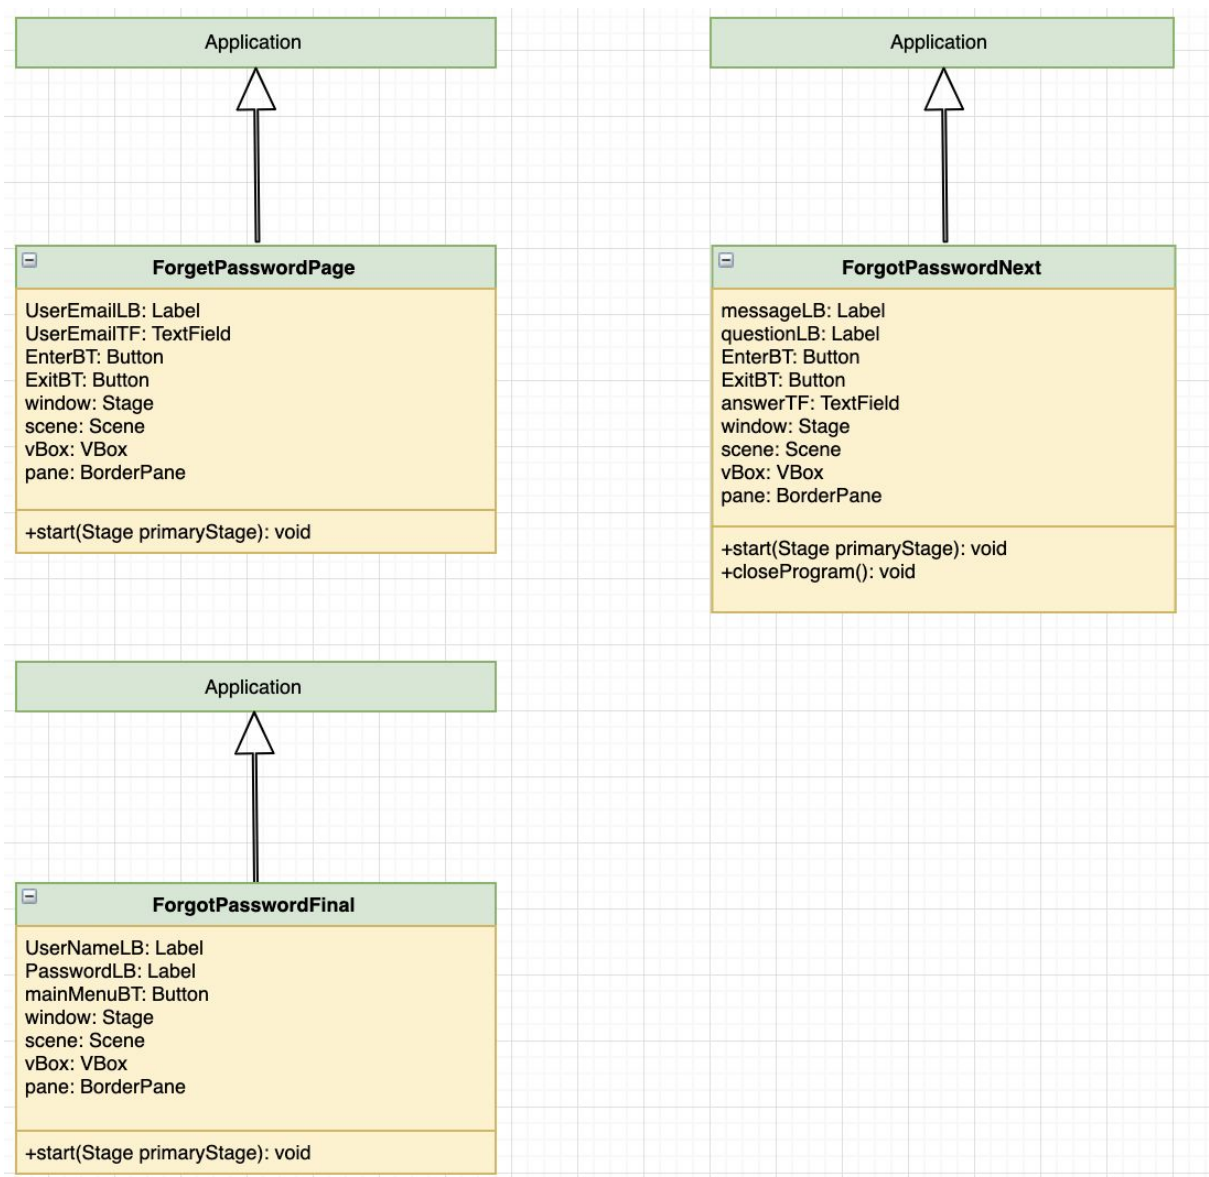 Application
Application
ForgetPasswordPage
UserEmailLB: Label
UserEmailTF: TextField
EnterBT: Button
ExitBT: Button
window: Stage
scene: Scene
vBox: VBox
pane: BorderPane
+start(Stage primaryStage): void
ForgotPasswordNext
messageLB: Label
questionLB: Label
EnterBT: Button
ExitBT: Button
answerTF: TextField
window: Stage
scene: Scene
vBox: VBox
pane: BorderPane
+start(Stage primaryStage): void
+closeProgram(): void
Application
ForgotPasswordFinal
UserNameLB: Label
PasswordLB: Label
mainMenuBT: Button
window: Stage
scene: Scene
vBox: VBox
pane: BorderPane
+start(Stage primaryStage): void